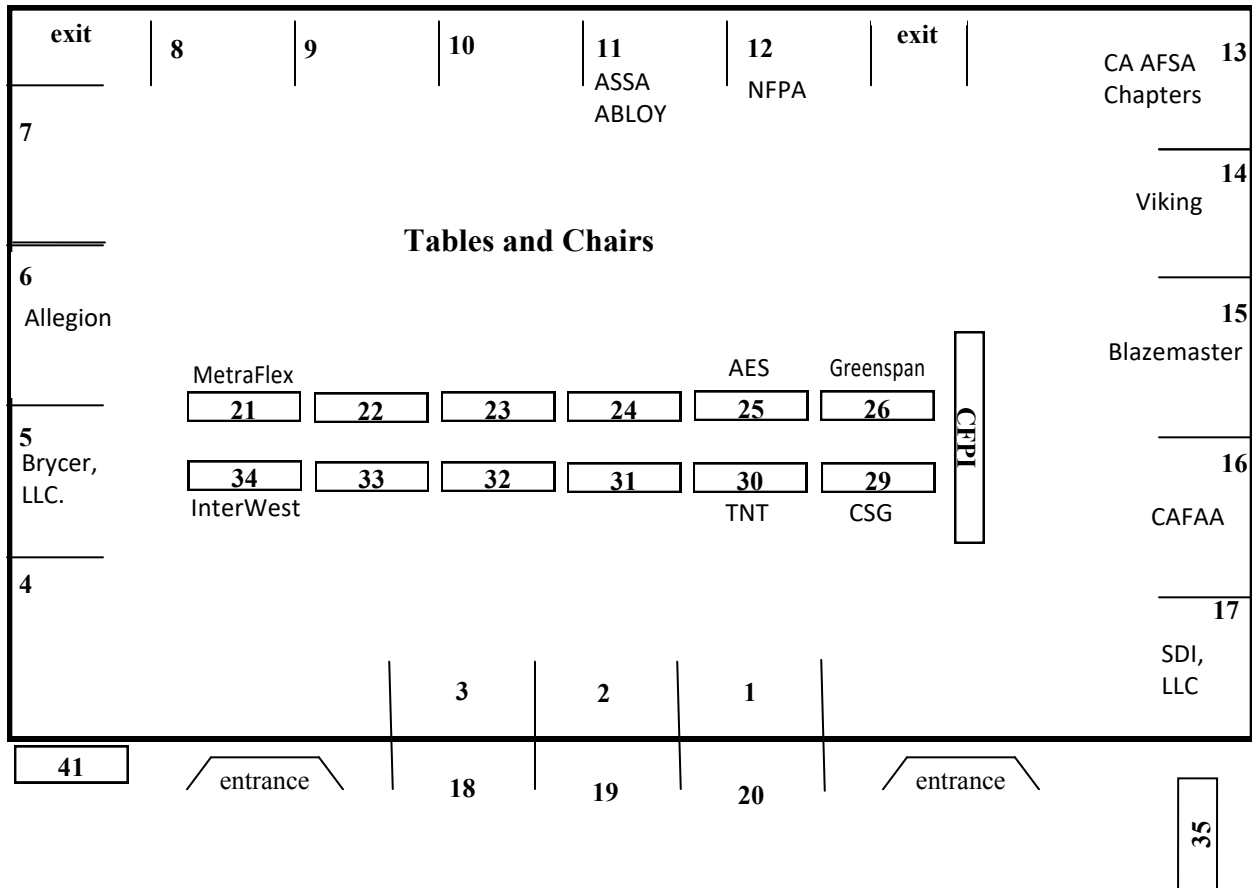 exit
8
9
10
11
ASSA
ABLOY
12
NFPA
exit
CA AFSA
Chapters
13
7
14
Viking
Tables and Chairs
6
Allegion
15
Blazemaster
MetraFlex
AES
Greenspan
21
22
23
24
25
26
CFPI
5
Brycer,
LLC.
34
33
32
31
30
29
InterWest
TNT
CSG
16
CAFAA
4
17
SDI,
LLC
3
2
1
41
entrance
18
19
20
entrance
35